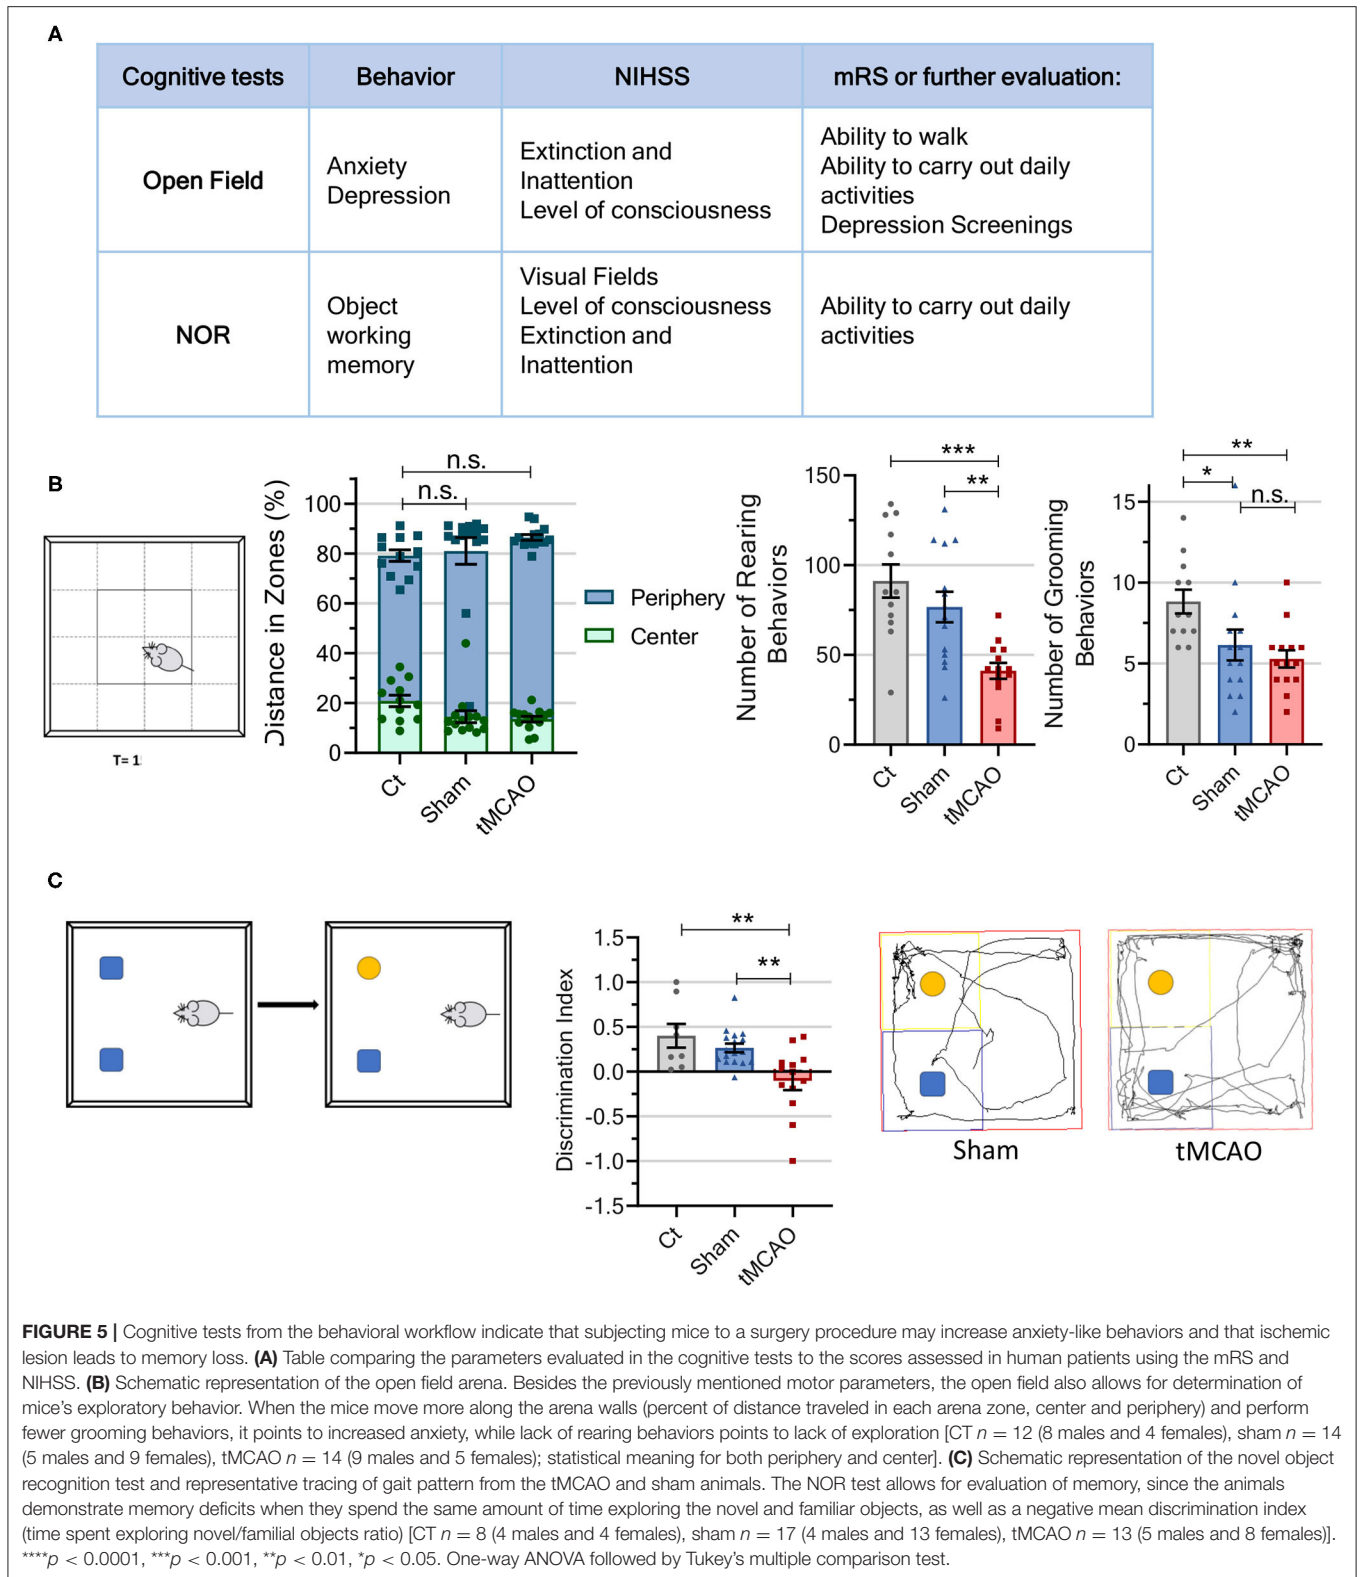 A
Cognitive tests Behavior NIHSS mRS or further evaluation:
Open Field
Anxiety
Depression
Extinction and
Inattention
Level of consciousness
Ability to walk
Ability to carry out daily
activities
Depression Screenings
NOR
Object
working
memory
Visual Fields
Level of consciousness
Extinction and
Inattention
Ability to carry out daily
activities
B
T= 1
Distance in Zones (%)
100
80
60
40
20
0
n.s.
n.s.
Ct
Sham
tMCAO
Periphery
Center
Number of Rearing
Behaviors
150
100
50
0
***
**
Ct
Sham
tMCAO
Number of Grooming
Behaviors
15
10
5
0
**
*
n.s.
Ct
Sham
tMCAO
C
Discrimination Index
1.5
1.0
0.5
0.0
-0.5
-1.0
-1.5
**
**
Ct
Sham
tMCAO
Sham
tMCAO
FIGURE 5 | Cognitive tests from the behavioral workflow indicate that subjecting mice to a surgery procedure may increase anxiety-like behaviors and that ischemic
lesion leads to memory loss. (A) Table comparing the parameters evaluated in the cognitive tests to the scores assessed in human patients using the mRS and
NIHSS. (B) Schematic representation of the open field arena. Besides the previously mentioned motor parameters, the open field also allows for determination of
mice's exploratory behavior. When the mice move more along the arena walls (percent of distance traveled in each arena zone, center and periphery) and perform
fewer grooming behaviors, it points to increased anxiety, while lack of rearing behaviors points to lack of exploration [CT n = 12 (8 males and 4 females), sham n = 14
(5 males and 9 females), tMCAO n = 14 (9 males and 5 females); statistical meaning for both periphery and center]. (C) Schematic representation of the novel object
recognition test and representative tracing of gait pattern from the tMCAO and sham animals. The NOR test allows for evaluation of memory, since the animals
demonstrate memory deficits when they spend the same amount of time exploring the novel and familiar objects, as well as a negative mean discrimination index
(time spent exploring novel/familial objects ratio) [CT n = 8 (4 males and 4 females), sham n = 17 (4 males and 13 females), tMCAO n = 13 (5 males and 8 females)].
****p < 0.0001, ***p < 0.001, **p < 0.01, *p < 0.05. One-way ANOVA followed by Tukey's multiple comparison test.